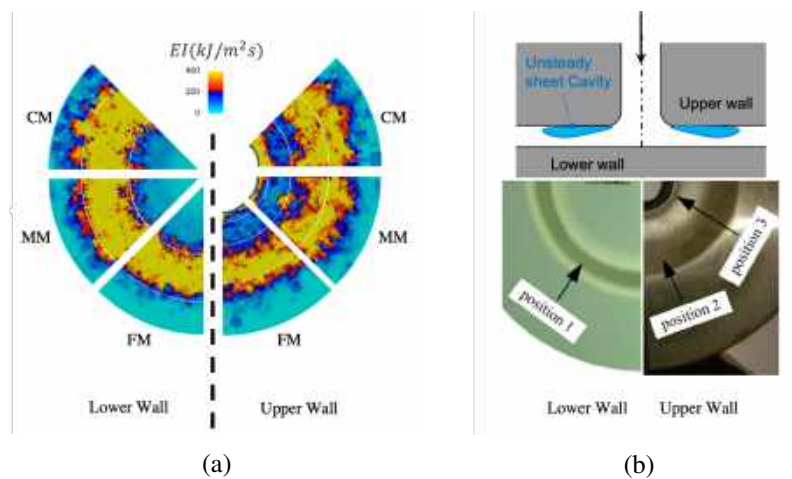 EI(kJ/m²s)
400
200
0
CM
CM
MM
MM
FM
FM
Lower Wall
Upper Wall
(a)
Unsteady
sheet Cavity
Upper wall
Lower wall
position 1
position 2
position 3
Lower Wall
Upper Wall
(b)